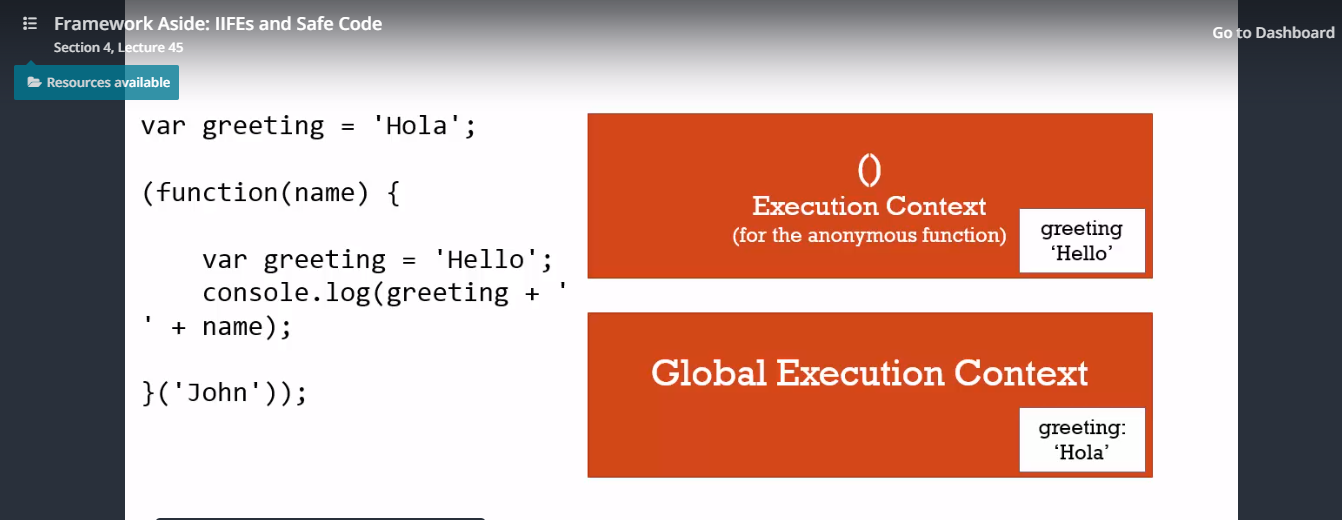 Framework Aside: IIFEs and Safe Code
Section 4, Lecture 45
Go to Dashboard
Resources available
var greeting = 'Hola';
(function(name) {
var greeting = 'Hello';
console.log(greeting + '
' + name);
}('John'));
()
Execution Context
(for the anonymous function)
greeting
‘Hello’
Global Execution Context
greeting:
‘Hola’